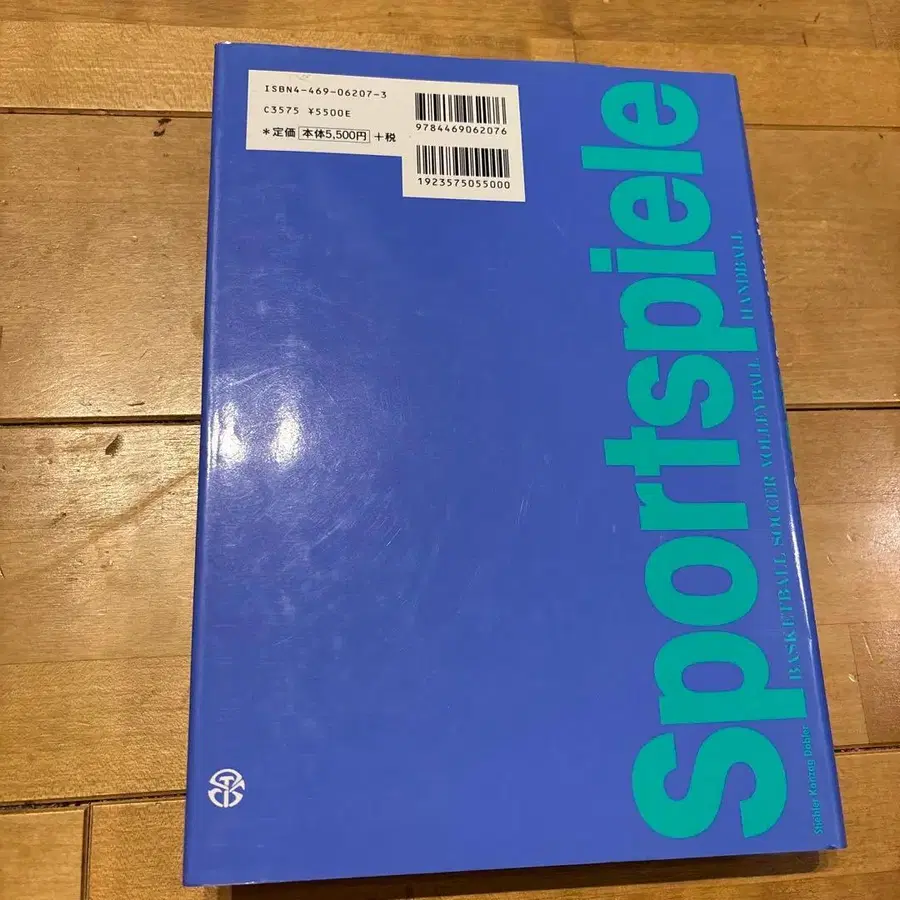 ISBN4-469-06207-3
C3575 ¥5500E
*定価 本体5,500円 +税
9784469062076
1923575055000
Sportspiele
BASKETBALL SOCCER VOLLEYBALL HANDBALL
Stiehler Konzag Döbler